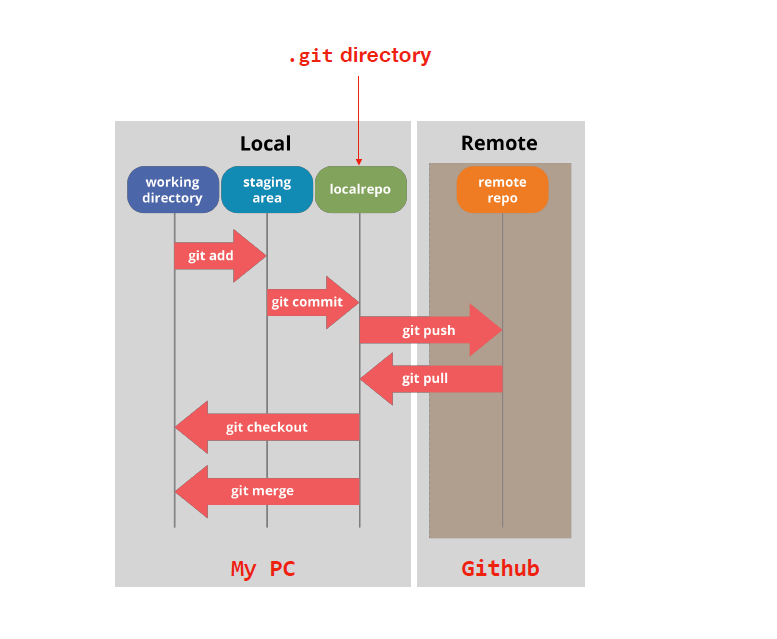 .git directory
Local
Remote
working
directory
staging
area
localrepo
remote
repo
git add
git commit
git push
git pull
git checkout
git merge
My PC
Github